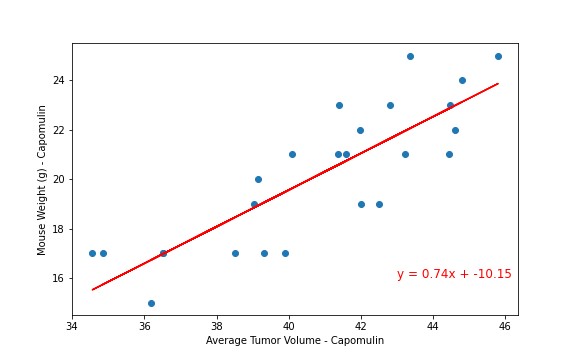 24
22
20
18
16
Mouse Weight (g) - Capomulin
y = 0.74x + -10.15
34 36 38 40 42 44 46
Average Tumor Volume - Capomulin